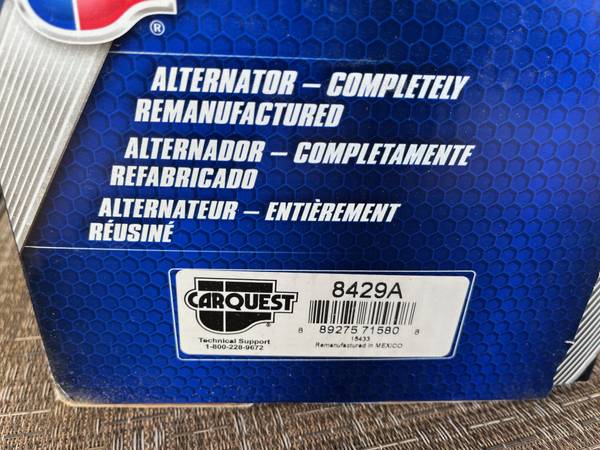 ®
ALTERNATOR – COMPLETELY
REMANUFACTURED
ALTERNADOR – COMPLETAMENTE
REFABRICADO
ALTERNATEUR – ENTIÈREMENT
RÉUSINÉ
CARQUEST®
Technical Support
1-800-228-9672
8429A
8 89275 71580 8
15433
Remanufactured in MEXICO